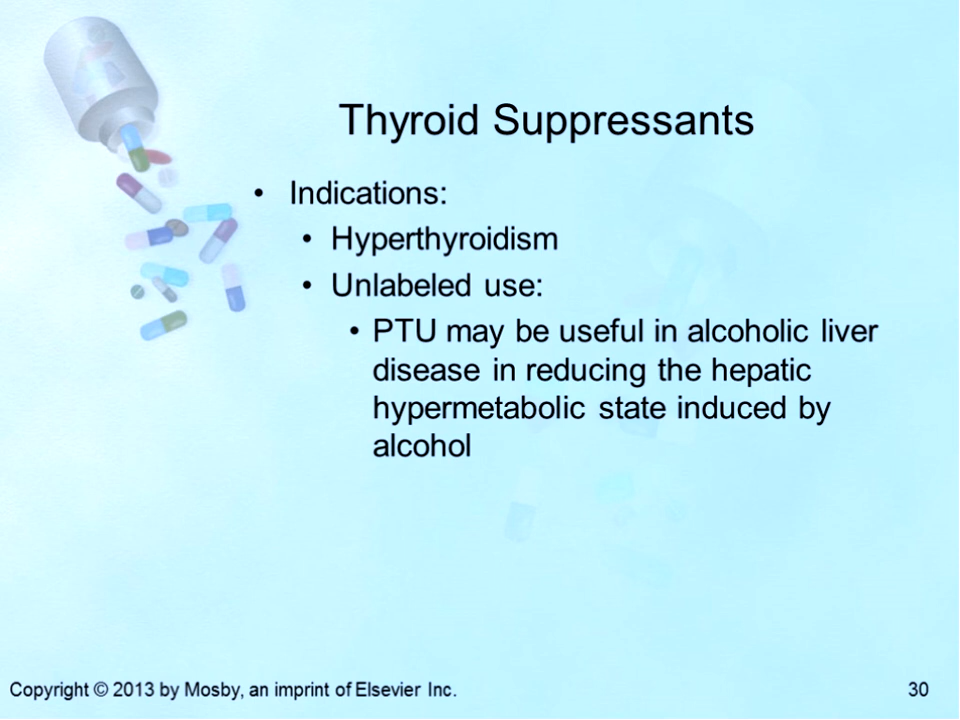 Thyroid Suppressants
• Indications:
• Hyperthyroidism
• Unlabeled use:
• PTU may be useful in alcoholic liver
disease in reducing the hepatic
hypermetabolic state induced by
alcohol
Copyright © 2013 by Mosby, an imprint of Elsevier Inc.
30